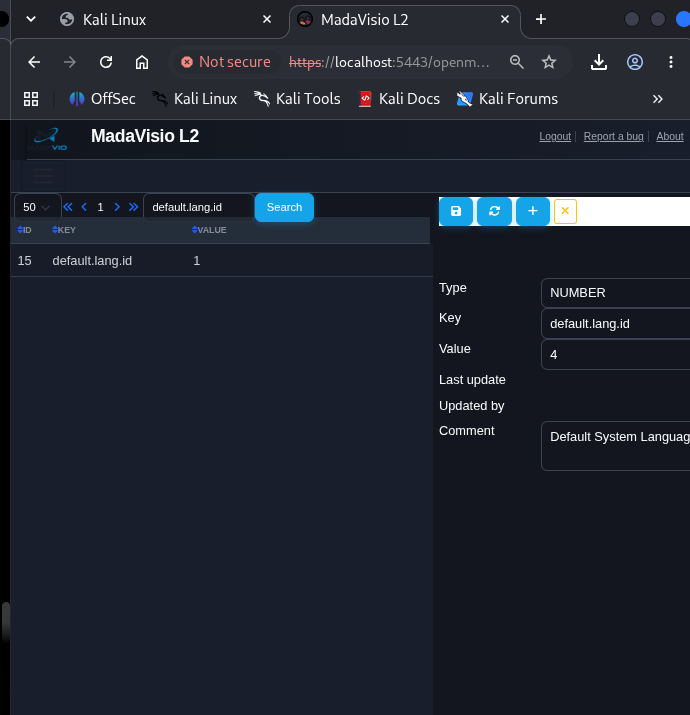 Kali Linux
MadaVisio L2
Not secure https://localhost:5443/openm...
OffSec Kali Linux Kali Tools Kali Docs Kali Forums
MadaVisio L2
Logout | Report a bug | About
50 1 default.lang.id Search
ID KEY VALUE
15 default.lang.id 1
Type NUMBER
Key default.lang.id
Value 4
Last update
Updated by
Comment Default System Languag